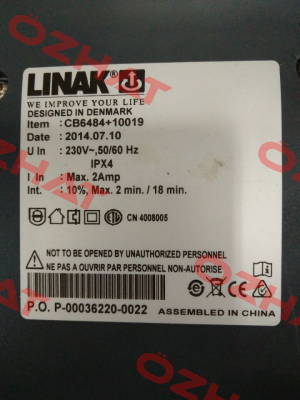 OZHAT
LINAK®
WE IMPROVE YOUR LIFE
DESIGNED IN DENMARK
Item : CB6484+10019
Date : 2014.07.10
U In : 230V~,50/60 Hz
IPX4
I In : Max. 2Amp
Int. : 10%, Max. 2 min. / 18 min.
CN 4008005
NOT TO BE OPENED BY UNAUTHORIZED PERSONNEL
NE PAS A OUVRIR PAR PERSONNEL NON-AUTORISE
CE
P.O. P-00036220-0022
ASSEMBLED IN CHINA